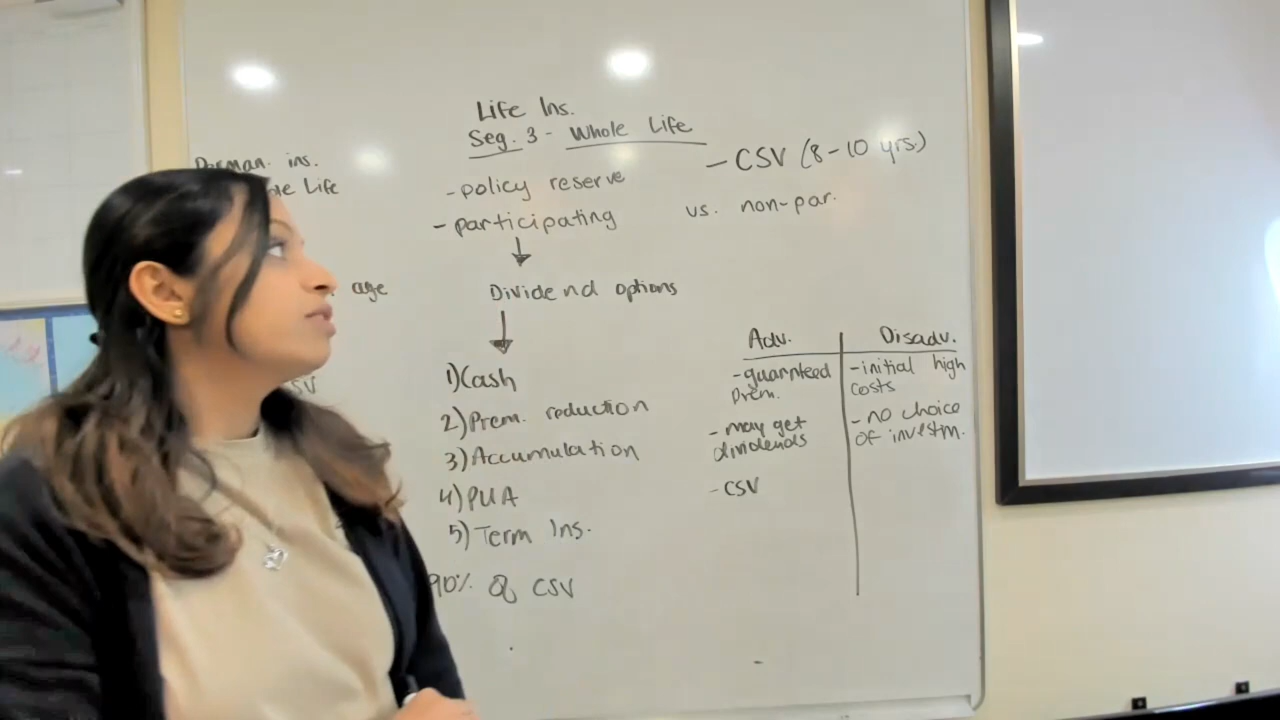 Life Ins.
Seg. 3 - Whole Life
- policy reserve
- participating
vs. non-par.
- CSV (8-10 yrs.)
Dividend options
1) Cash
2) Prem. reduction
3) Accumulation
4) PUA
5) Term Ins.
90% of CSV
Adv.
- guarnteed
prem.
- may get
dividends
- CSV
Disadv.
- initial high
costs
- no choice
of investm.
Perman. ins.
Life
age